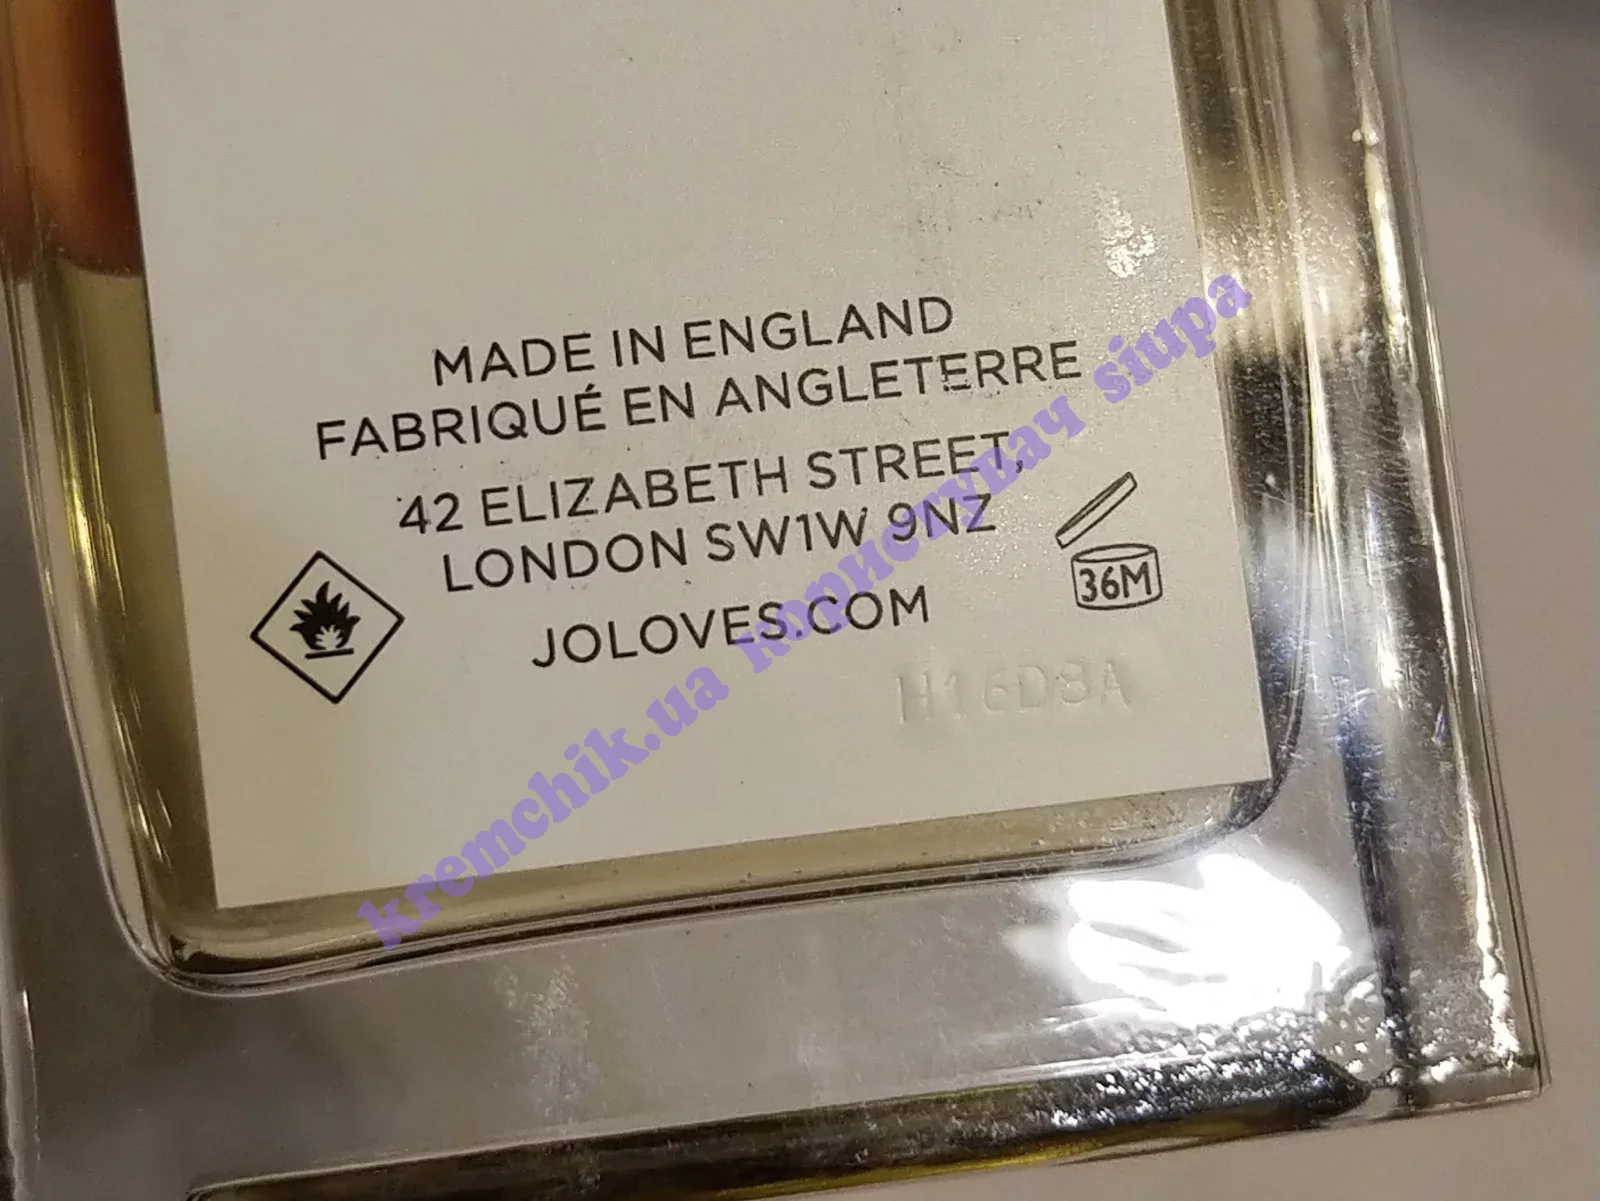 MADE IN ENGLAND
FABRIQUÉ EN ANGLETERRE
42 ELIZABETH STREET,
LONDON SW1W 9NZ
JOLOVES.COM
36M
H16D8A
kremchik.ua користувач siupa